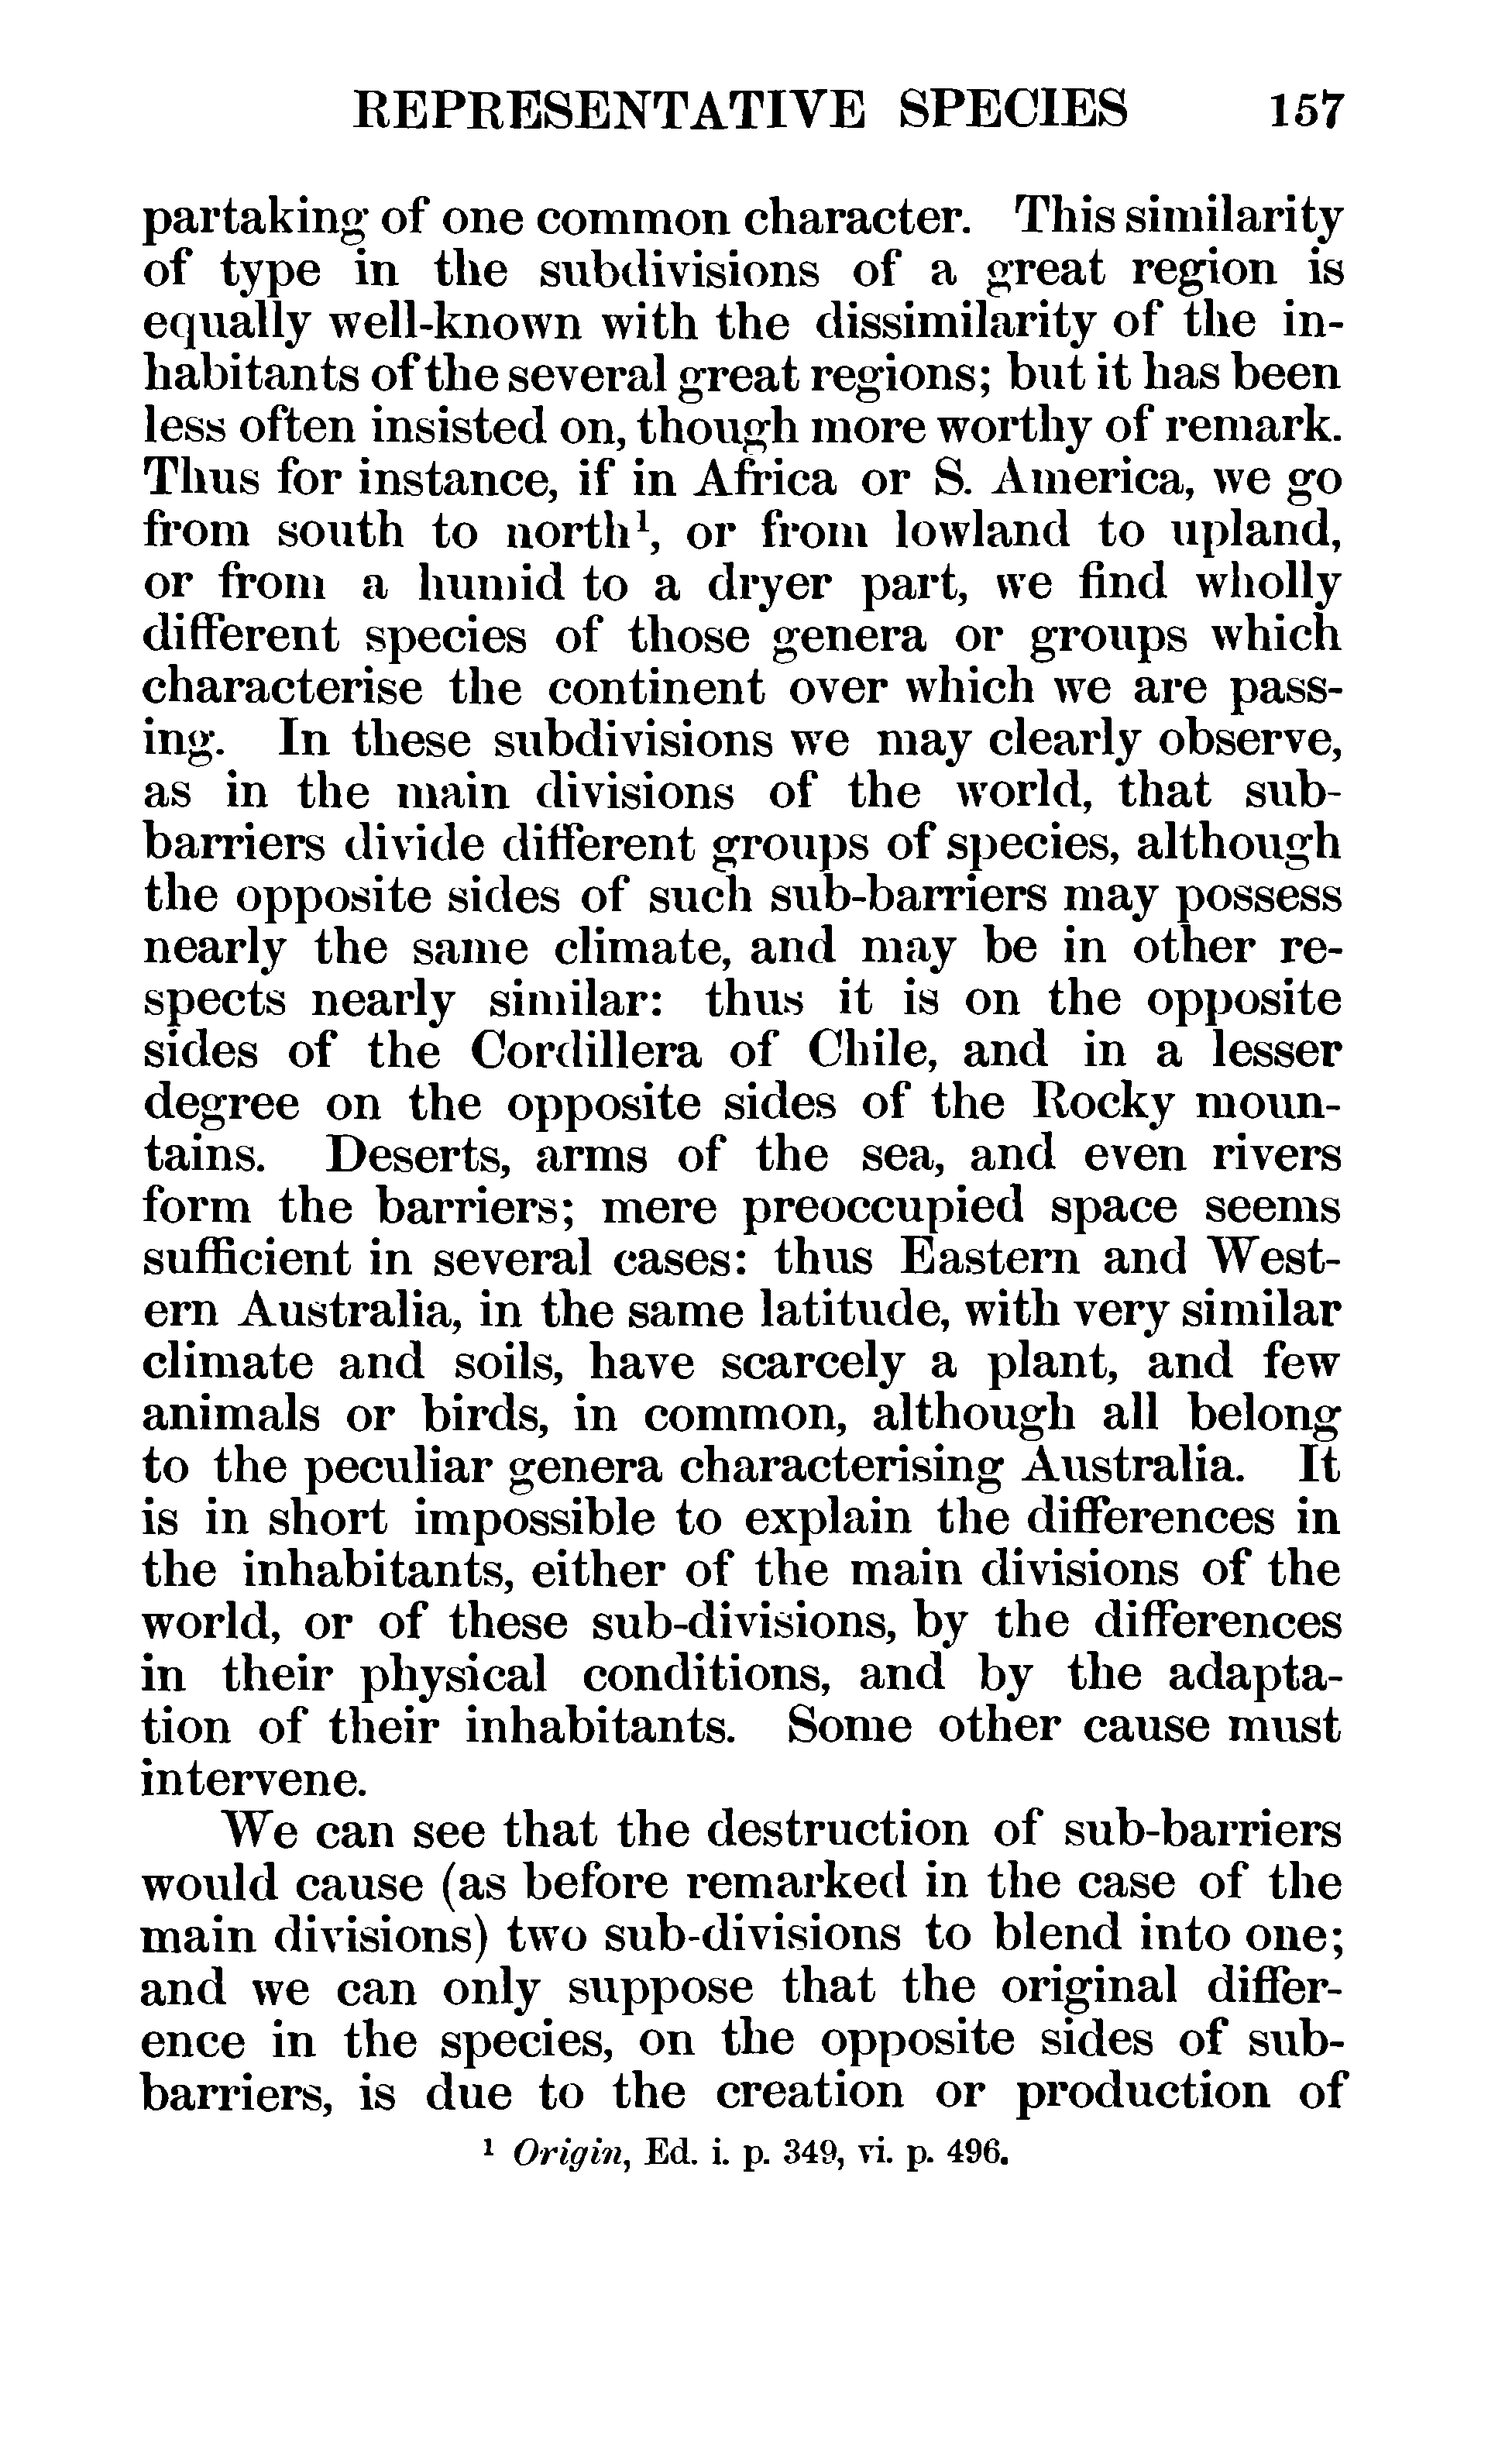 REPRESENTATIVE SPECIES 157
partaking of one common character. This similarity
of type in the subdivisions of a great region is
equally well-known with the dissimilarity of the in-
habitants of the several great regions; but it has been
less often insisted on, though more worthy of remark.
Thus for instance, if in Africa or S. America, we go
from south to north¹, or from lowland to upland,
or from a humid to a dryer part, we find wholly
different species of those genera or groups which
characterise the continent over which we are pass-
ing. In these subdivisions we may clearly observe,
as in the main divisions of the world, that sub-
barriers divide different groups of species, although
the opposite sides of such sub-barriers may possess
nearly the same climate, and may be in other re-
spects nearly similar: thus it is on the opposite
sides of the Cordillera of Chile, and in a lesser
degree on the opposite sides of the Rocky moun-
tains. Deserts, arms of the sea, and even rivers
form the barriers; mere preoccupied space seems
sufficient in several cases: thus Eastern and West-
ern Australia, in the same latitude, with very similar
climate and soils, have scarcely a plant, and few
animals or birds, in common, although all belong
to the peculiar genera characterising Australia. It
is in short impossible to explain the differences in
the inhabitants, either of the main divisions of the
world, or of these sub-divisions, by the differences
in their physical conditions, and by the adapta-
tion of their inhabitants. Some other cause must
intervene.
We can see that the destruction of sub-barriers
would cause (as before remarked in the case of the
main divisions) two sub-divisions to blend into one;
and we can only suppose that the original differ-
ence in the species, on the opposite sides of sub-
barriers, is due to the creation or production of
¹ Origin, Ed. i. p. 349, vi. p. 496.